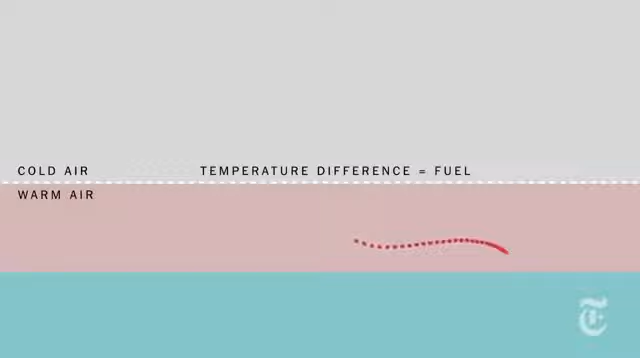 COLD AIR
TEMPERATURE DIFFERENCE = FUEL
WARM AIR
T